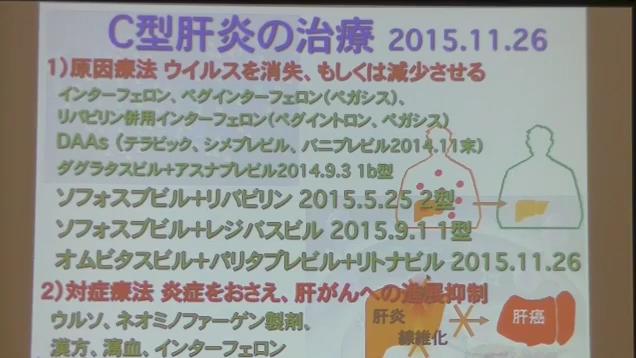 C型肝炎の治療 2015.11.26
1)原因療法 ウイルスを消失、もしくは減少させる
インターフェロン、ペグインターフェロン(ペガシス)、
リバビリン併用インターフェロン(ペグイントロン、ペガシス)
DAAs (テラビック、シメプレビル、バニプレビル2014.11末)
ダグラタスビル+アスナプレビル2014.9.3 1b型
ソフォスブビル+リバビリン 2015.5.25 2型
ソフォスブビル+レジパスビル 2015.9.1 1型
オムビタスビル+パリタプレビル+リトナビル 2015.11.26
2)対症療法 炎症をおさえ、肝がんへの進展抑制
ウルソ、ネオミノファーゲン製剤、
漢方、瀉血、インターフェロン
肝炎
線維化
肝癌